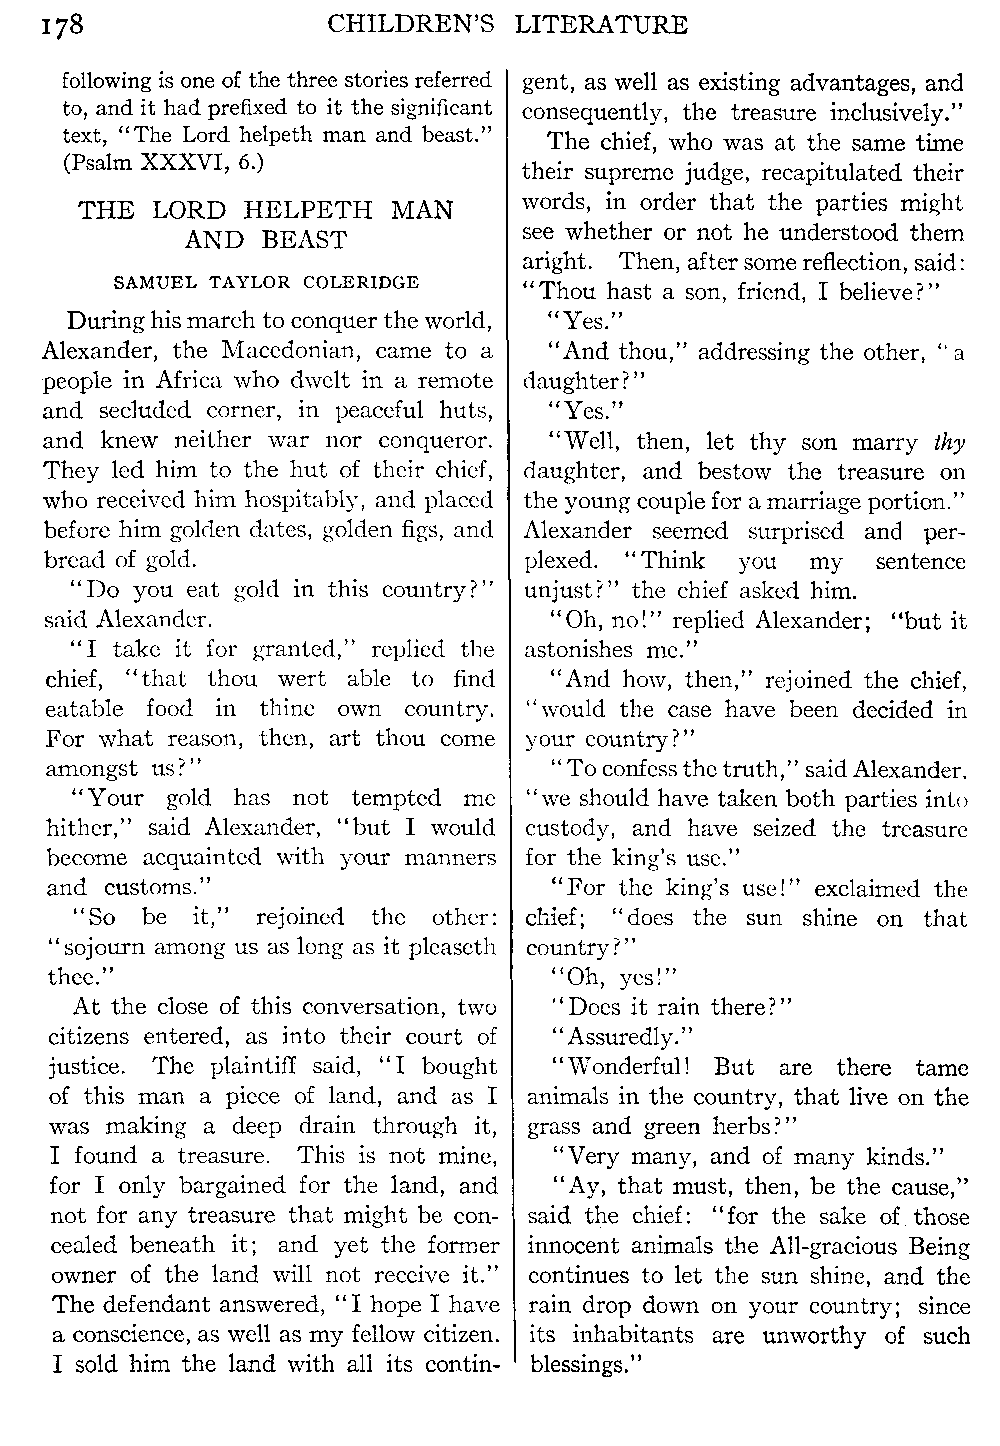 178 CHILDREN'S LITERATURE
following is one of the three stories referred
to, and it had prefixed to it the significant
text, "The Lord helpeth man and beast."
(Psalm XXXVI, 6.)
THE LORD HELPETH MAN
AND BEAST
SAMUEL TAYLOR COLERIDGE
During his march to conquer the world,
Alexander, the Macedonian, came to a
people in Africa who dwelt in a remote
and secluded corner, in peaceful huts,
and knew neither war nor conqueror.
They led him to the hut of their chief,
who received him hospitably, and placed
before him golden dates, golden figs, and
bread of gold.
"Do you eat gold in this country?"
said Alexander.
"I take it for granted," replied the
chief, "that thou wert able to find
eatable food in thine own country.
For what reason, then, art thou come
amongst us?"
"Your gold has not tempted me
hither," said Alexander, "but I would
become acquainted with your manners
and customs."
"So be it," rejoined the other:
"sojourn among us as long as it pleaseth
thee."
At the close of this conversation, two
citizens entered, as into their court of
justice. The plaintiff said, "I bought
of this man a piece of land, and as I
was making a deep drain through it,
I found a treasure. This is not mine,
for I only bargained for the land, and
not for any treasure that might be con-
cealed beneath it; and yet the former
owner of the land will not receive it."
The defendant answered, "I hope I have
a conscience, as well as my fellow citizen.
I sold him the land with all its contin-
gent, as well as existing advantages, and
consequently, the treasure inclusively."
The chief, who was at the same time
their supreme judge, recapitulated their
words, in order that the parties might
see whether or not he understood them
aright. Then, after some reflection, said:
"Thou hast a son, friend, I believe?"
"Yes."
"And thou," addressing the other, "a
daughter?"
"Yes."
"Well, then, let thy son marry thy
daughter, and bestow the treasure on
the young couple for a marriage portion."
Alexander seemed surprised and per-
plexed. "Think you my sentence
unjust?" the chief asked him.
"Oh, no!" replied Alexander; "but it
astonishes me."
"And how, then," rejoined the chief,
"would the case have been decided in
your country?"
"To confess the truth," said Alexander,
"we should have taken both parties into
custody, and have seized the treasure
for the king's use."
"For the king's use!" exclaimed the
chief; "does the sun shine on that
country?"
"Oh, yes!"
"Does it rain there?"
"Assuredly."
"Wonderful! But are there tame
animals in the country, that live on the
grass and green herbs?"
"Very many, and of many kinds."
"Ay, that must, then, be the cause,"
said the chief: "for the sake of those
innocent animals the All-gracious Being
continues to let the sun shine, and the
rain drop down on your country; since
its inhabitants are unworthy of such
blessings."